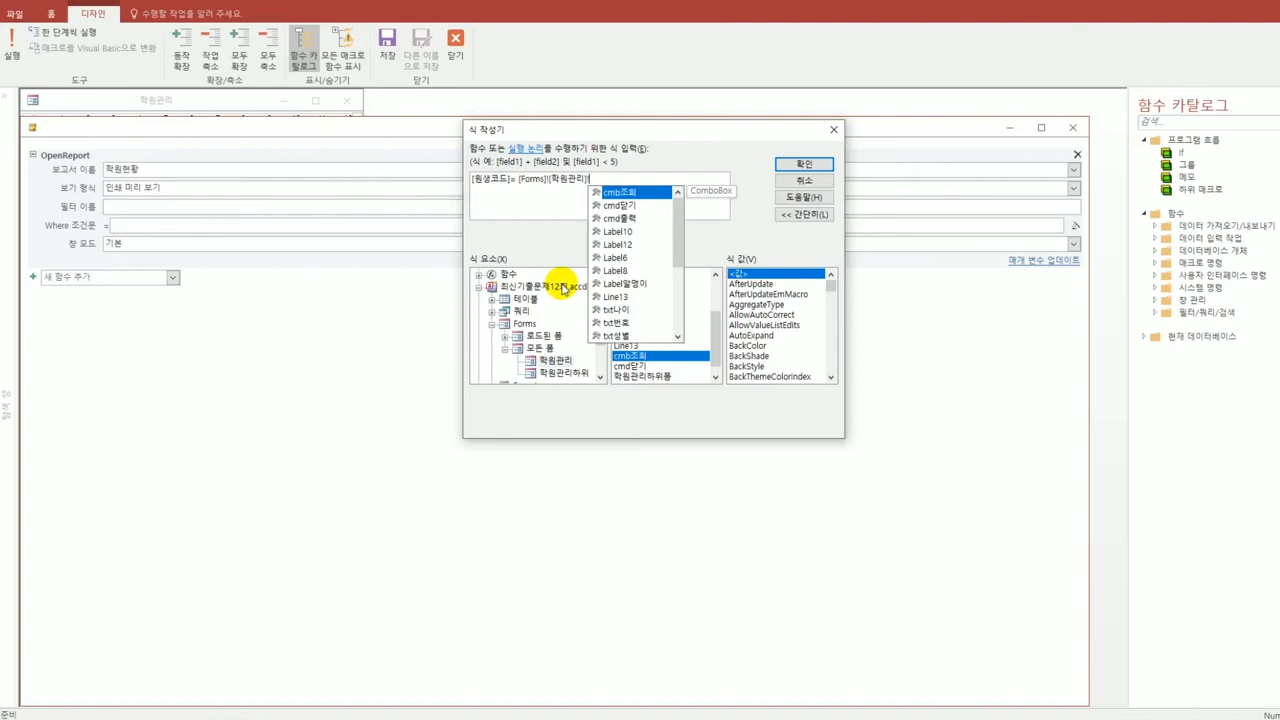 파일 홈 디자인 수행할 작업을 알려 주세요.
실행
한 단계씩 실행
매크로를 Visual Basic으로 변환
도구
동작 확장
작업 축소
모두 확장
모두 축소
확장/축소
함수 카탈로그
모든 매크로 함수 표시
표시/숨기기
저장
다른 이름으로 저장
닫기
닫기
학원관리
OpenReport
보고서 이름 학원현황
보기 형식 인쇄 미리 보기
필터 이름
Where 조건문 =
창 모드 기본
새 함수 추가
매개 변수 업데이트
식 작성기
함수 또는 실행 논리를 수행하기 위한 식 입력(E):
(식 예: [field1] + [field2] 및 [field1] < 5)
[원생코드]= [Forms]![학원관리]!
확인
취소
도움말(H)
<< 간단히(L)
cmb조회 ComboBox
cmd닫기
cmd출력
Label10
Label12
Label6
Label8
Label알맹이
Line13
txt나이
txt번호
txt성별
식 요소(X)
함수
테이블
쿼리
Forms
로드된 폼
모든 폼
학원관리
학원관리하위
Line13
cmb조회
cmd닫기
학원관리하위폼
식 값(V)
<값>
AfterUpdate
AfterUpdateEmMacro
AggregateType
AllowAutoCorrect
AllowValueListEdits
AutoExpand
BackColor
BackShade
BackStyle
BackThemeColorIndex
함수 카탈로그
검색...
프로그램 흐름
If
그룹
메모
하위 매크로
함수
데이터 가져오기/내보내기
데이터 입력 작업
데이터베이스 개체
매크로 명령
사용자 인터페이스 명령
시스템 명령
창 관리
필터/쿼리/검색
현재 데이터베이스
탐색 창
준비
Num